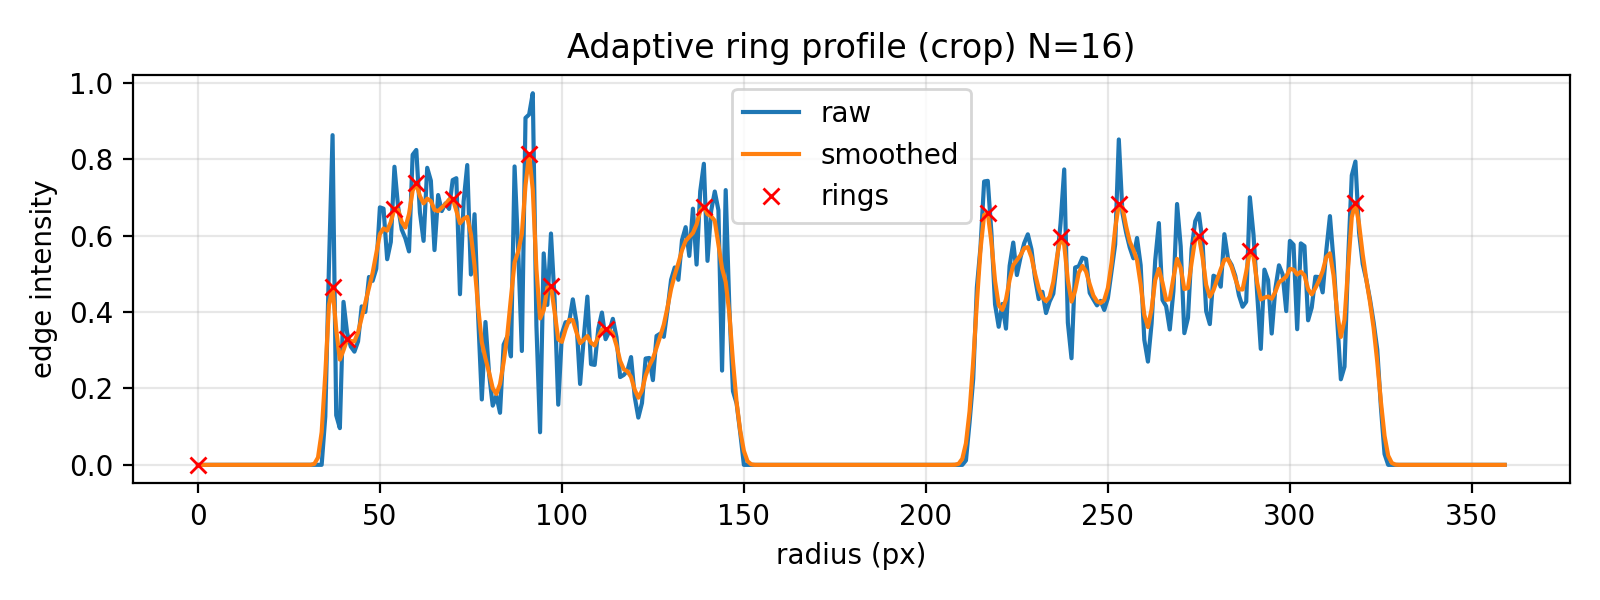 Adaptive ring profile (crop) N=16)
1.0
0.8
0.6
0.4
0.2
0.0
edge intensity
raw
smoothed
rings
0 50 100 150 200 250 300 350
radius (px)